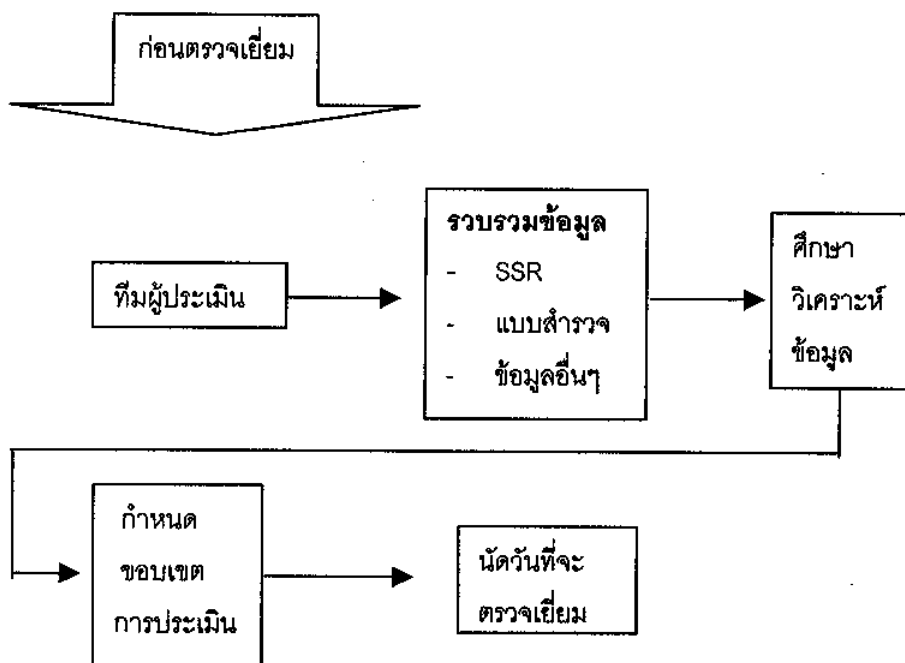 ก่อนตรวจเยี่ยม
ทีมผู้ประเมิน
รวบรวมข้อมูล
- SSR
- แบบสำรวจ
- ข้อมูลอื่นๆ
ศึกษา
วิเคราะห์
ข้อมูล
กำหนด
ขอบเขต
การประเมิน
นัดวันที่จะ
ตรวจเยี่ยม